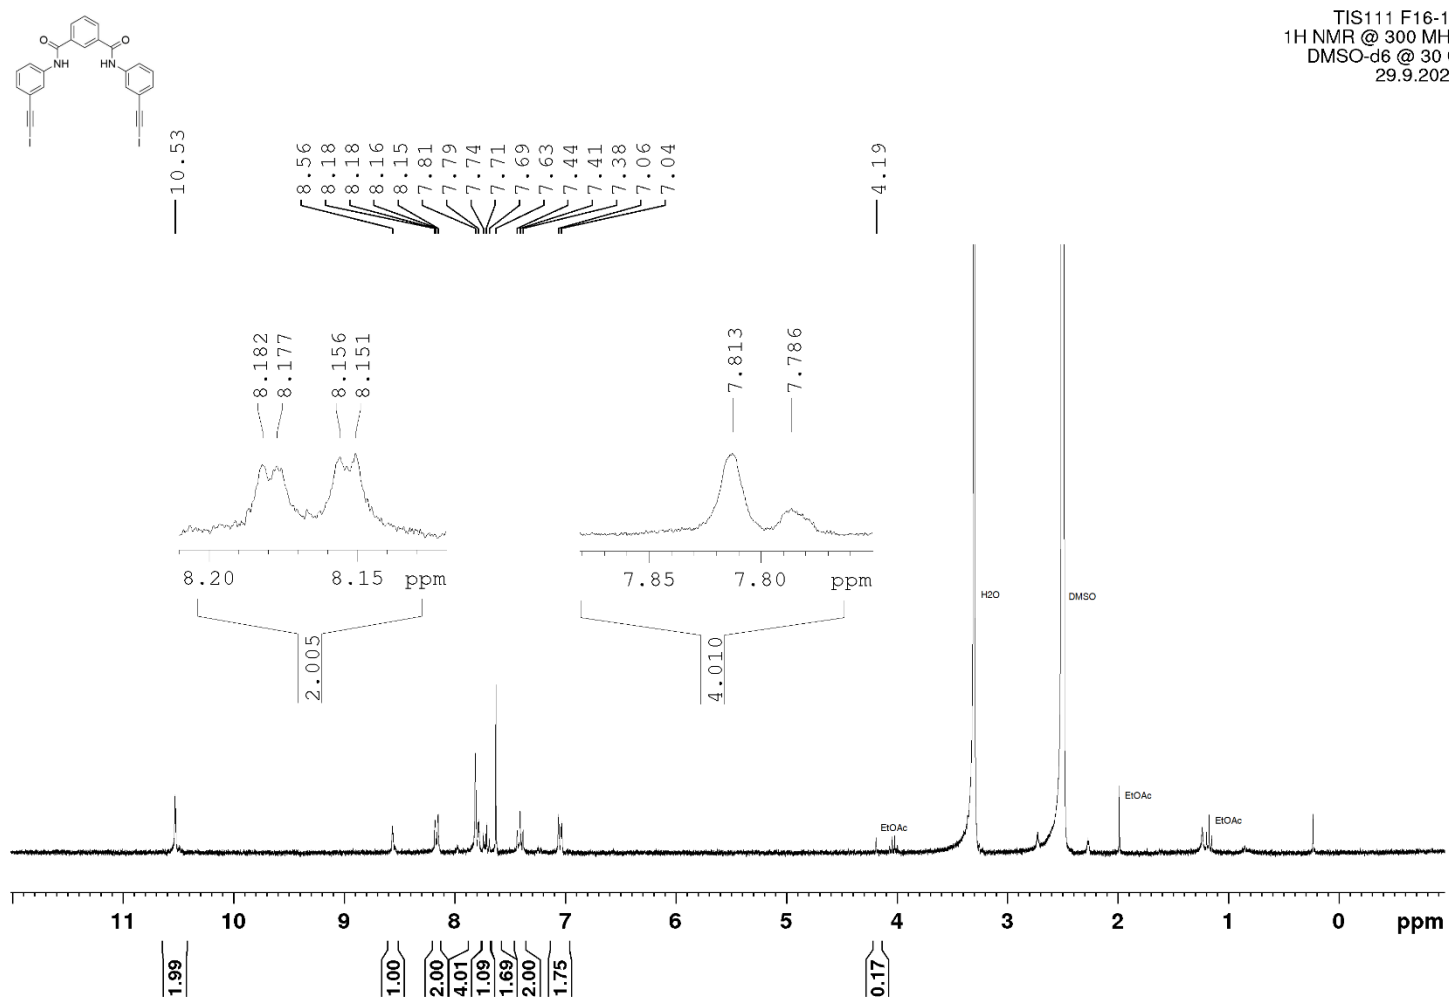 TIS111 F16-1
1H NMR @ 300 MH
DMSO-d6 @ 30
29.9.202
O
O
NH
HN
I
I
10.53
8.56
8.18
8.18
8.16
8.15
7.81
7.79
7.74
7.71
7.69
7.63
7.44
7.41
7.38
7.06
7.04
4.19
8.182
8.177
8.156
8.151
7.813
7.786
8.20 8.15 ppm
7.85 7.80 ppm
2.005
4.010
H2O
DMSO
EtOAc
EtOAc
EtOAc
11 10 9 8 7 6 5 4 3 2 1 0 ppm
1.99
1.00
2.00
4.01
1.09
1.69
2.00
1.75
0.17